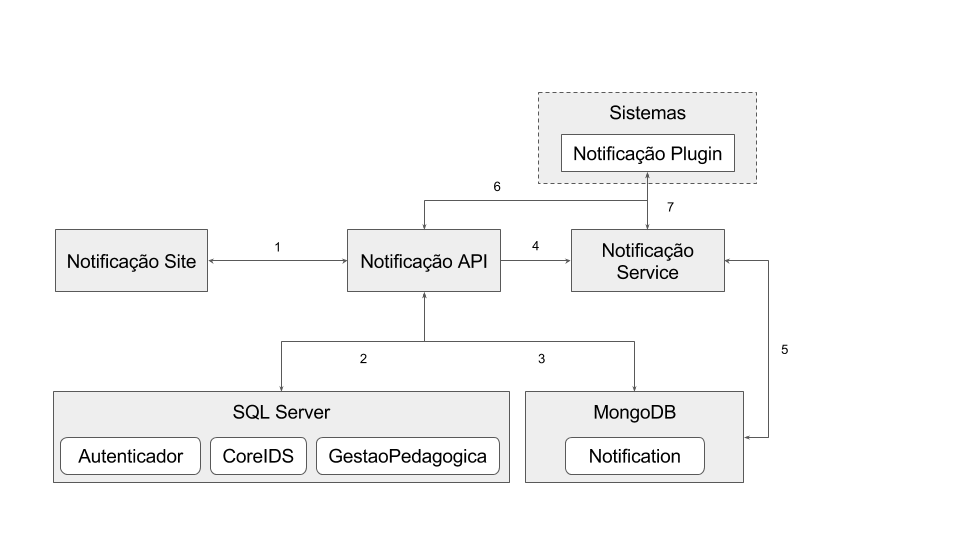 Sistemas
Notificação Plugin
6
7
Notificação Site
1
Notificação API
4
Notificação
Service
5
2
3
SQL Server
Autenticador
CoreIDS
GestaoPedagogica
MongoDB
Notification